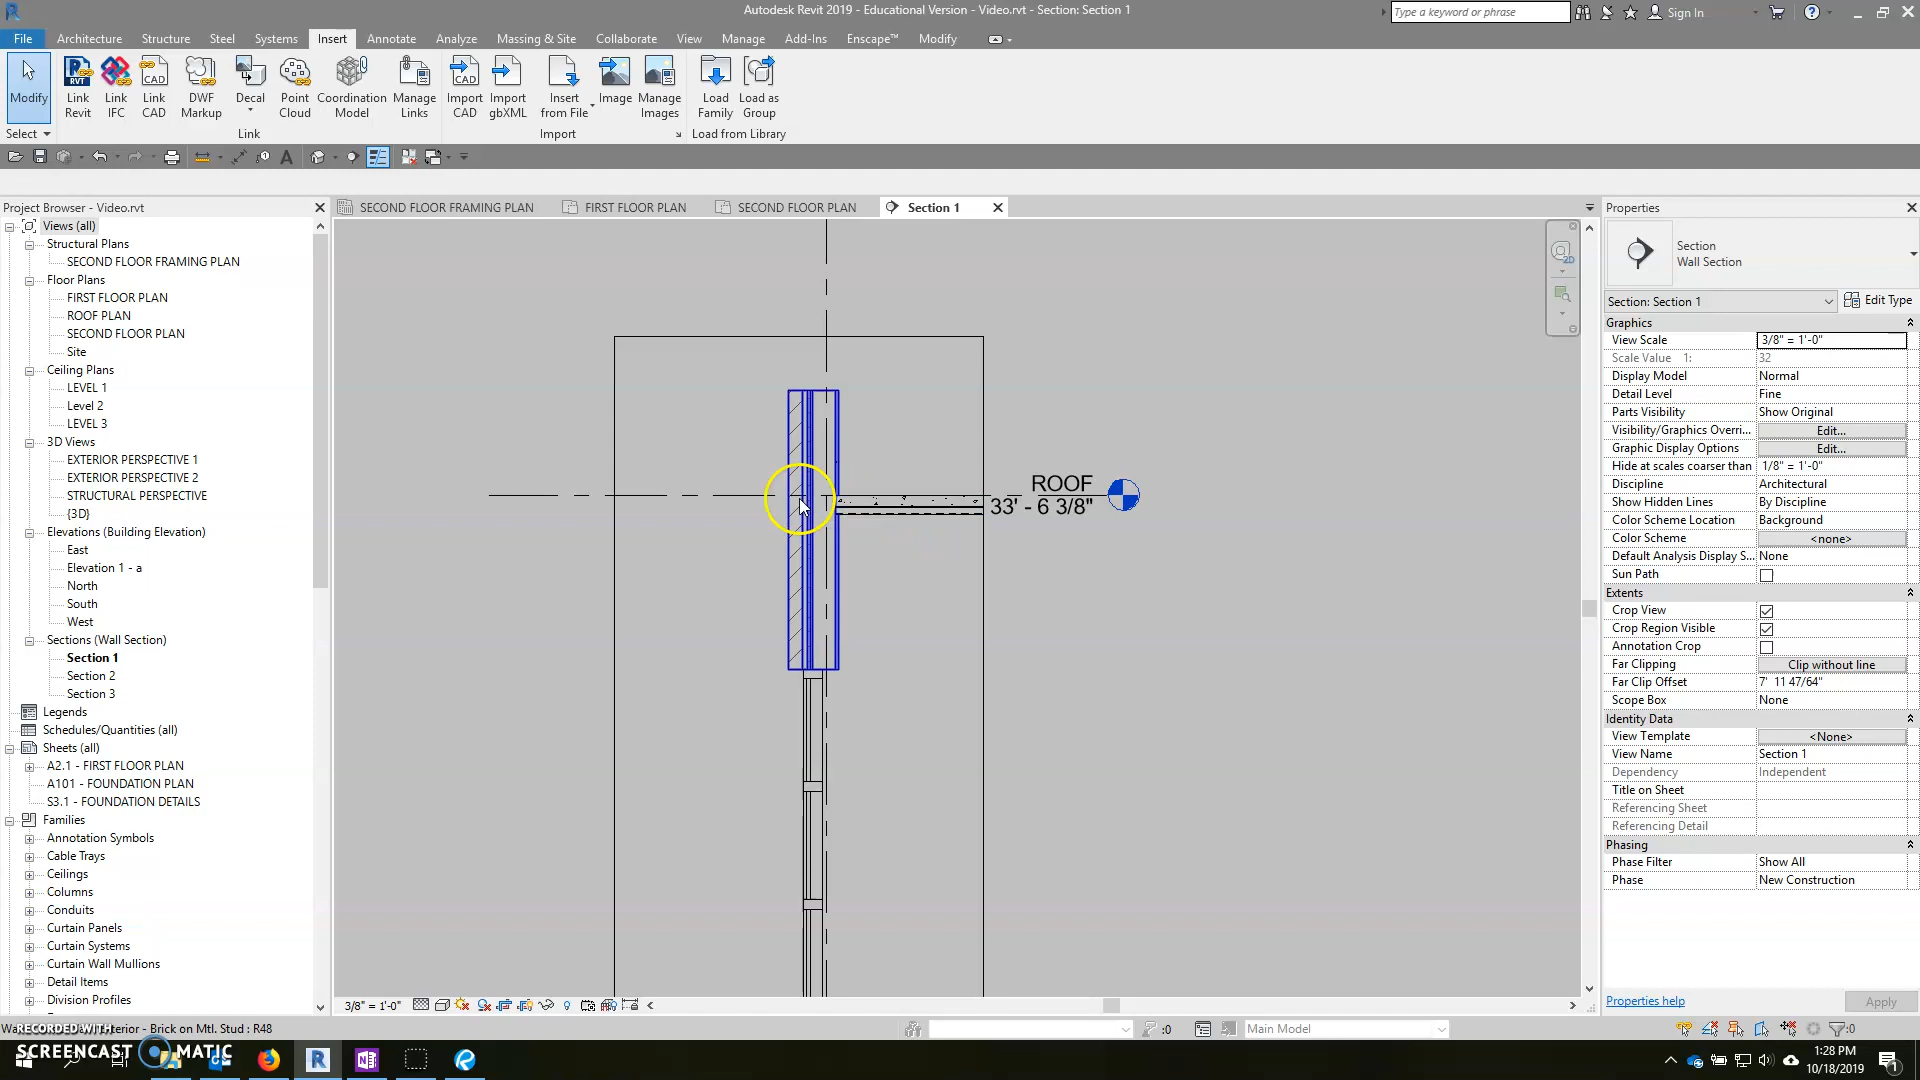 Autodesk Revit 2019 - Educational Version - Video.rvt - Section: Section 1
Type a keyword or phrase
Sign In
File Architecture Structure Steel Systems Insert Annotate Analyze Massing & Site Collaborate View Manage Add-Ins Enscape™ Modify
Modify
Link Revit
Link IFC
Link CAD
DWF Markup
Decal
Point Cloud
Coordination Model
Manage Links
Import CAD
Import gbXML
Insert from File
Image
Manage Images
Load Family
Load as Group
Select
Link
Import
Load from Library
Project Browser - Video.rvt
Views (all)
Structural Plans
SECOND FLOOR FRAMING PLAN
Floor Plans
FIRST FLOOR PLAN
ROOF PLAN
SECOND FLOOR PLAN
Site
Ceiling Plans
LEVEL 1
Level 2
LEVEL 3
3D Views
EXTERIOR PERSPECTIVE 1
EXTERIOR PERSPECTIVE 2
STRUCTURAL PERSPECTIVE
{3D}
Elevations (Building Elevation)
East
Elevation 1 - a
North
South
West
Sections (Wall Section)
Section 1
Section 2
Section 3
Legends
Schedules/Quantities (all)
Sheets (all)
A2.1 - FIRST FLOOR PLAN
A101 - FOUNDATION PLAN
S3.1 - FOUNDATION DETAILS
Families
Annotation Symbols
Cable Trays
Ceilings
Columns
Conduits
Curtain Panels
Curtain Systems
Curtain Wall Mullions
Detail Items
Division Profiles
SECOND FLOOR FRAMING PLAN
FIRST FLOOR PLAN
SECOND FLOOR PLAN
Section 1
2D
ROOF
33' - 6 3/8"
3/8" = 1'-0"
Properties
Section
Wall Section
Section: Section 1
Edit Type
Graphics
View Scale 3/8" = 1'-0"
Scale Value 1: 32
Display Model Normal
Detail Level Fine
Parts Visibility Show Original
Visibility/Graphics Overri... Edit...
Graphic Display Options Edit...
Hide at scales coarser than 1/8" = 1'-0"
Discipline Architectural
Show Hidden Lines By Discipline
Color Scheme Location Background
Color Scheme <none>
Default Analysis Display S... None
Sun Path
Extents
Crop View
Crop Region Visible
Annotation Crop
Far Clipping Clip without line
Far Clip Offset 7' 11 47/64"
Scope Box None
Identity Data
View Template <None>
View Name Section 1
Dependency Independent
Title on Sheet
Referencing Sheet
Referencing Detail
Phasing
Phase Filter Show All
Phase New Construction
Properties help
Apply
RECORDED WITH
terior - Brick on Mtl. Stud : R48
:0
Main Model
:0
SCREENCAST MATIC
1:28 PM
10/18/2019
1